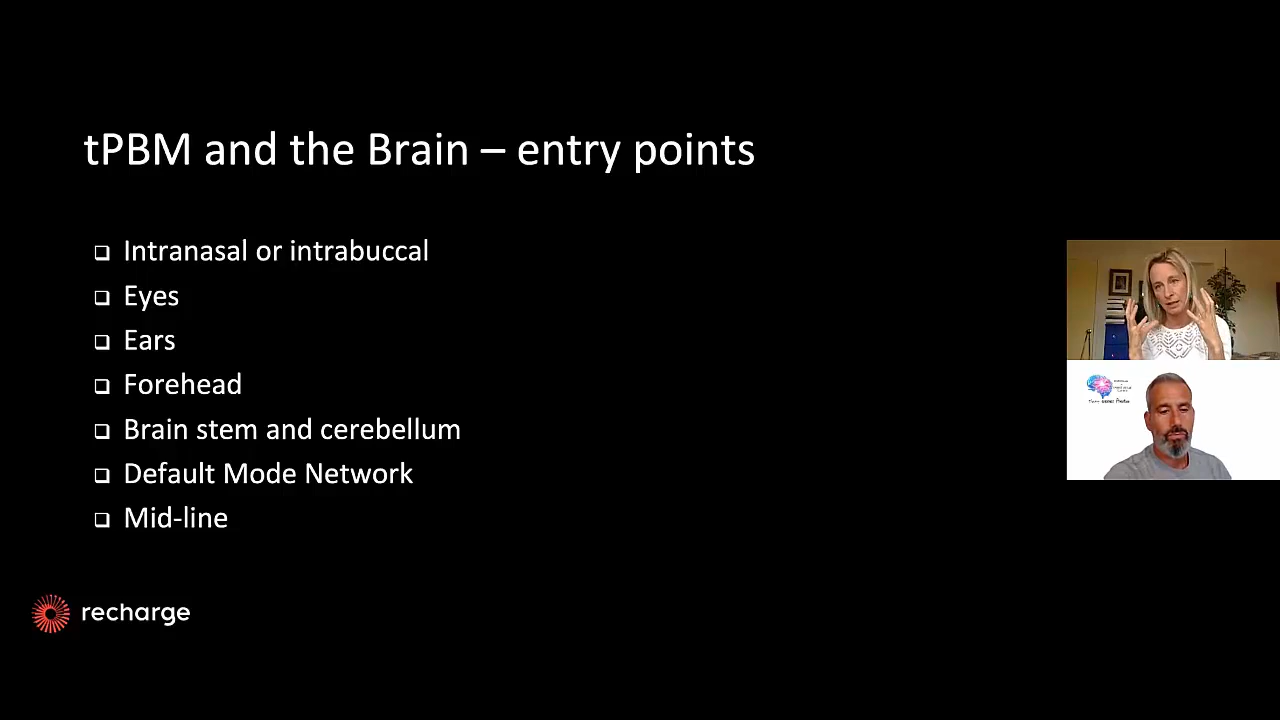 tPBM and the Brain – entry points
Intranasal or intrabuccal
Eyes
Ears
Forehead
Brain stem and cerebellum
Default Mode Network
Mid-line
recharge